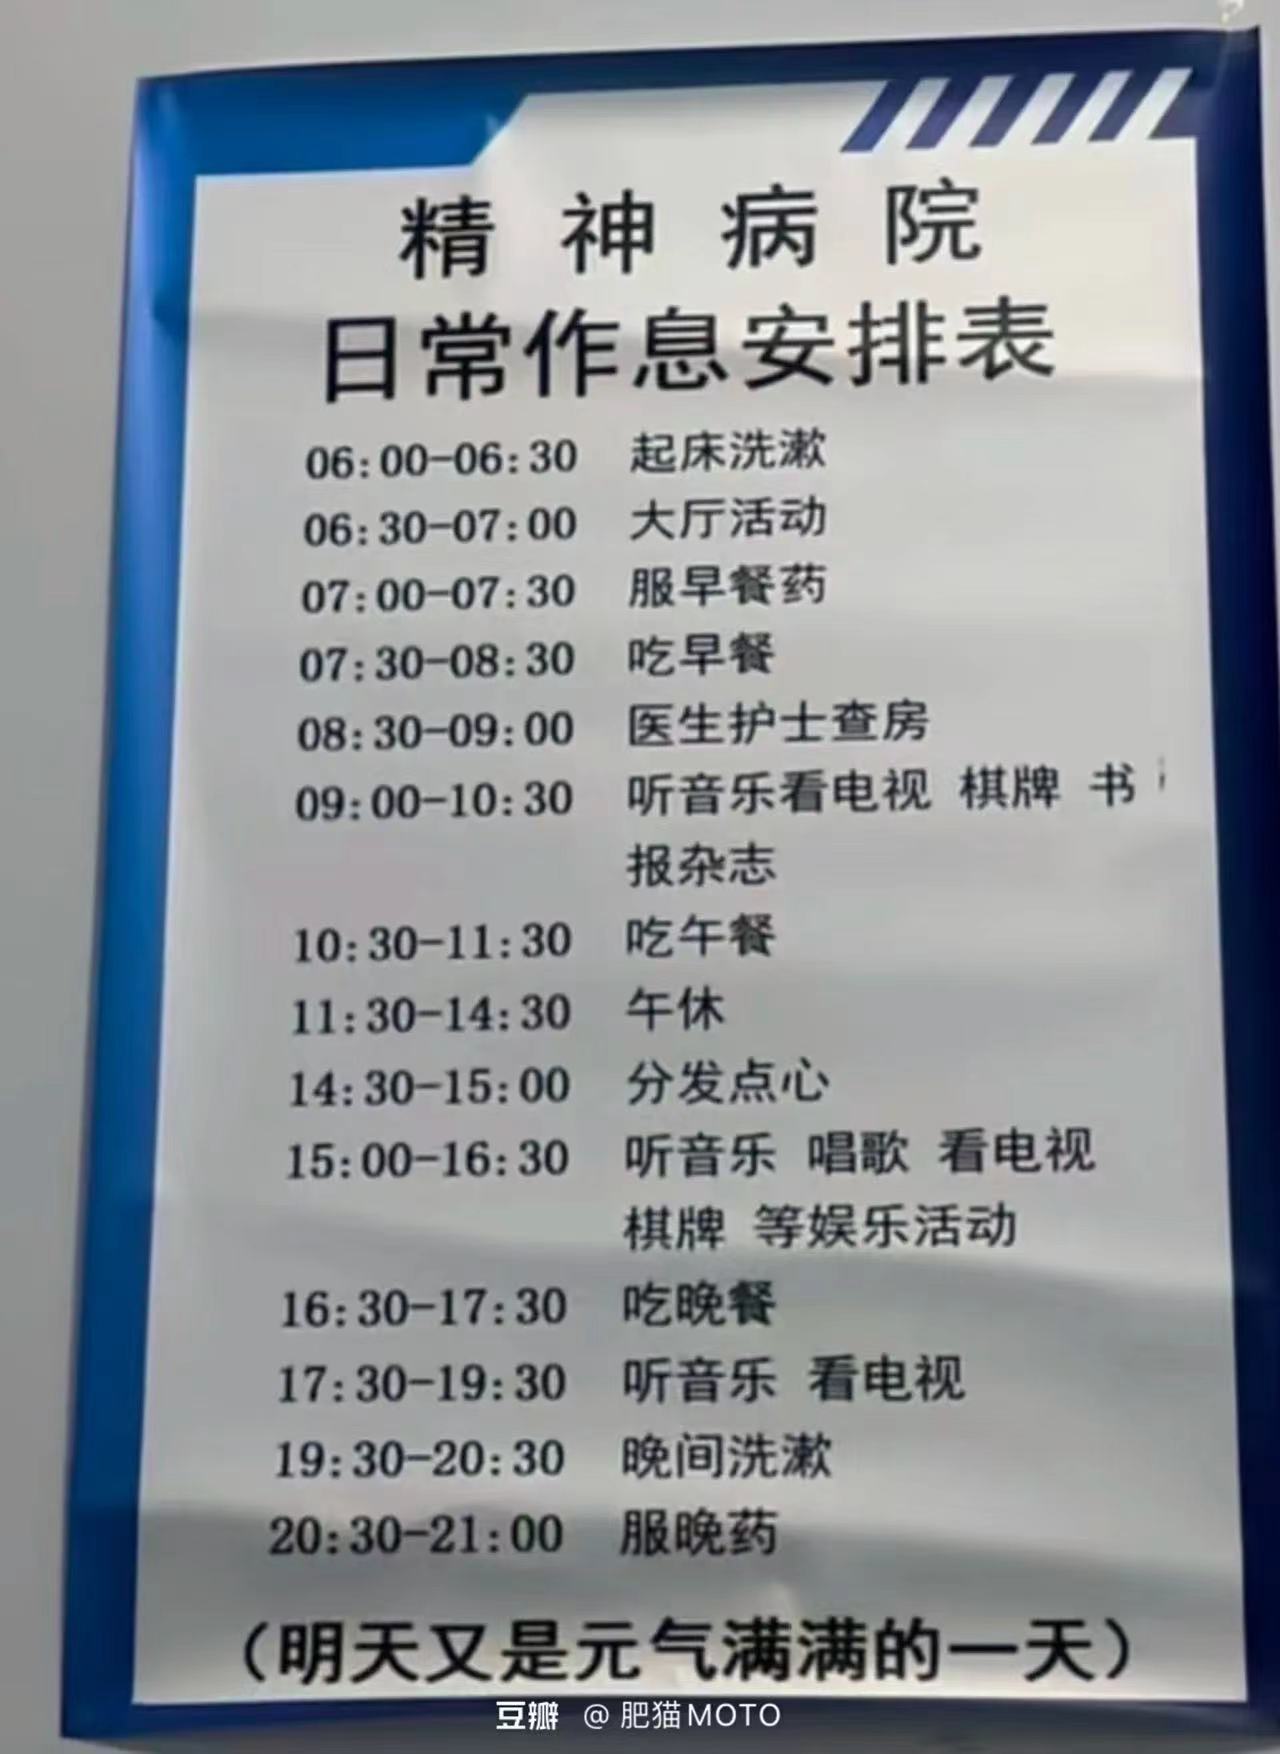 精神病院
日常作息安排表
06:00-06:30 起床洗漱
06:30-07:00 大厅活动
07:00-07:30 服早餐药
07:30-08:30 吃早餐
08:30-09:00 医生护士查房
09:00-10:30 听音乐看电视 棋牌 书
报杂志
10:30-11:30 吃午餐
11:30-14:30 午休
14:30-15:00 分发点心
15:00-16:30 听音乐 唱歌 看电视
棋牌 等娱乐活动
16:30-17:30 吃晚餐
17:30-19:30 听音乐 看电视
19:30-20:30 晚间洗漱
20:30-21:00 服晚药
（明天又是元气满满的一天）
豆瓣 @肥猫MOTO